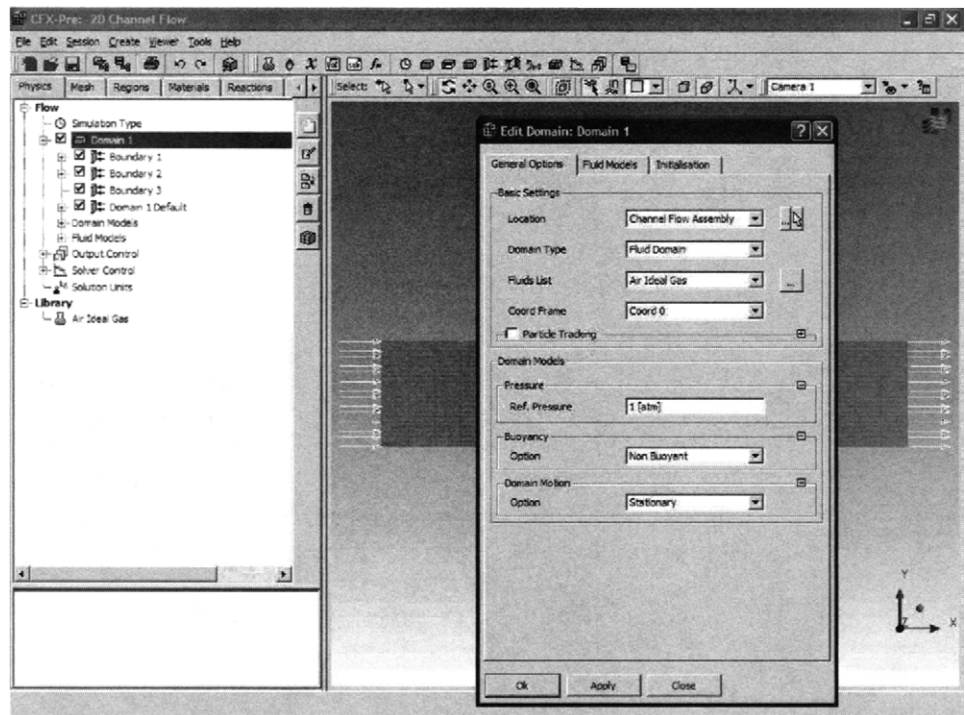 CFX-Pre: 2D Channel Flow
File Edit Session Create Viewer Tools Help
Physics Mesh Regions Materials Reactions
Select:
Camera 1
Flow
Simulation Type
Domain 1
Boundary 1
Boundary 2
Boundary 3
Domain 1 Default
Domain Models
Fluid Models
Output Control
Solver Control
Solution Units
Library
Air Ideal Gas
Edit Domain: Domain 1
General Options Fluid Models Initialisation
Basic Settings
Location Channel Flow Assembly ...
Domain Type Fluid Domain
Fluids List Air Ideal Gas ...
Coord Frame Coord 0
Particle Tracking
Domain Models
Pressure
Ref. Pressure 1 [atm]
Buoyancy
Option Non Buoyant
Domain Motion
Option Stationary
Ok Apply Close
Y
Z
X